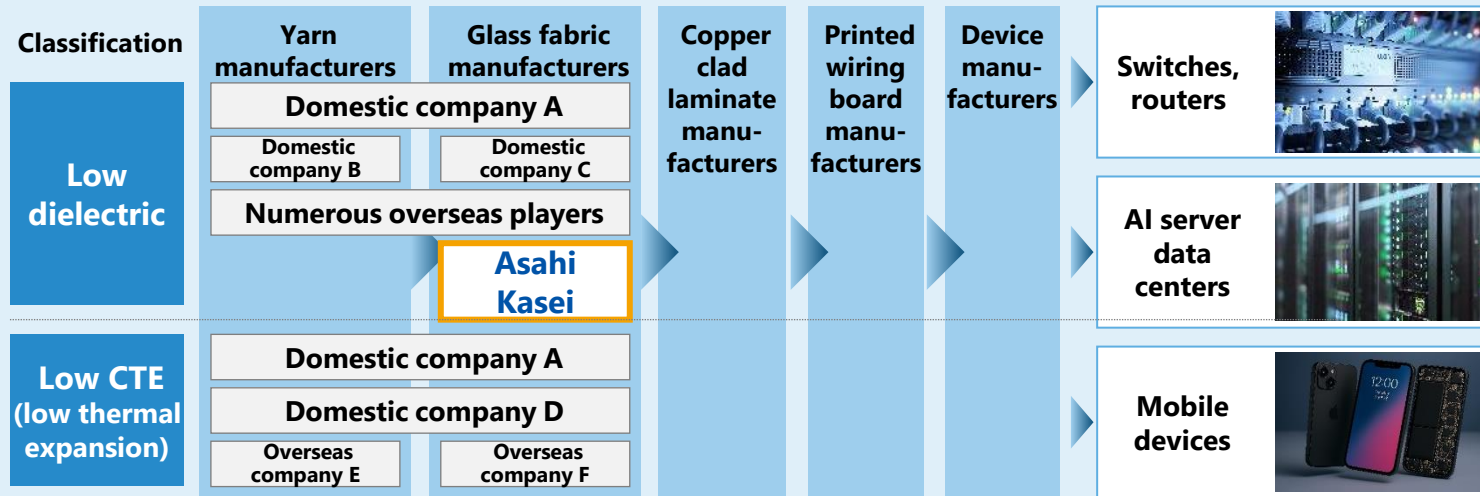 Classification
Yarn
manufacturers
Glass fabric
manufacturers
Copper
clad
laminate
manu-
facturers
Printed
wiring
board
manu-
facturers
Device
manu-
facturers
Low
dielectric
Domestic company A
Domestic
company B
Domestic
company C
Numerous overseas players
Asahi
Kasei
Low CTE
(low thermal
expansion)
Domestic company A
Domestic company D
Overseas
company E
Overseas
company F
Switches,
routers
AI server
data
centers
Mobile
devices
12:00